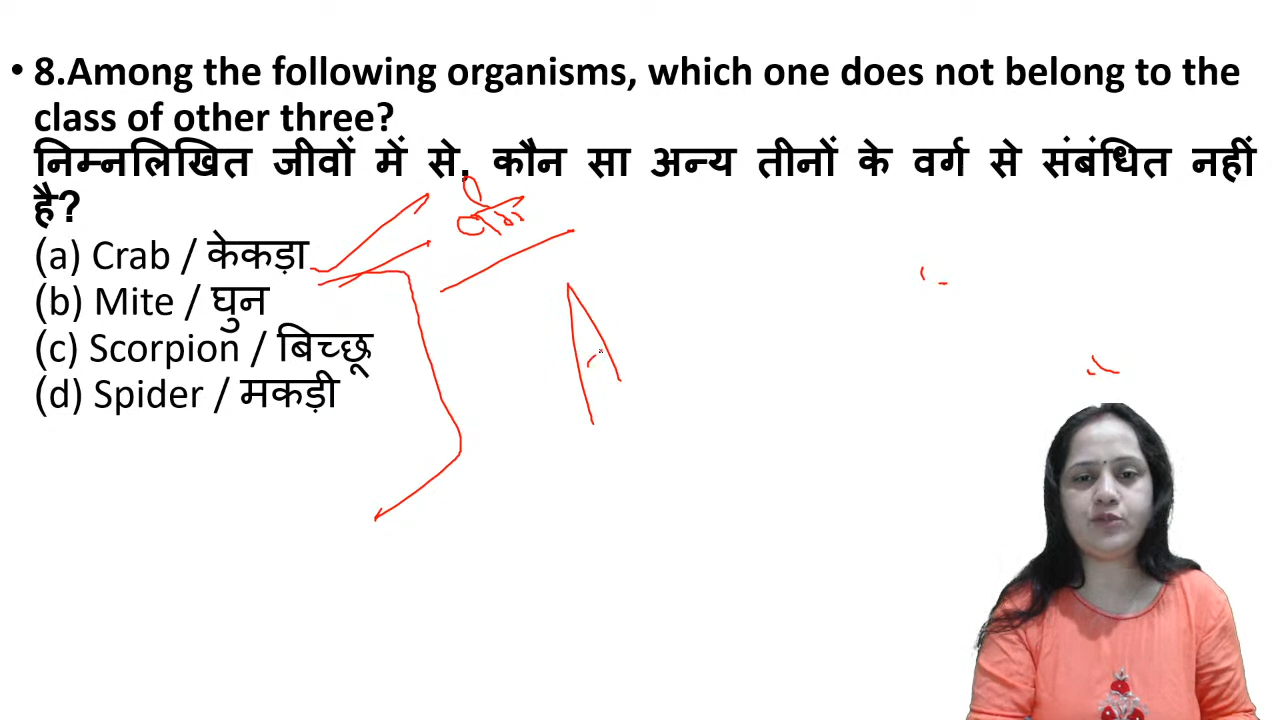 • 8.Among the following organisms, which one does not belong to the
class of other three?
निम्नलिखित जीवों में से, कौन सा अन्य तीनों के वर्ग से संबंधित नहीं
है?
(a) Crab / केकड़ा
(b) Mite / घुन
(c) Scorpion / बिच्छू
(d) Spider / मकड़ी
A